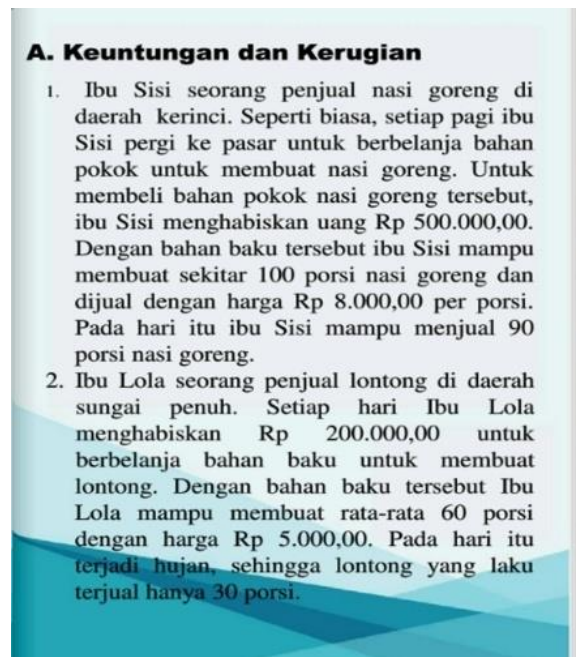 A. Keuntungan dan Kerugian
1. Ibu Sisi seorang penjual nasi goreng di
daerah kerinci. Seperti biasa, setiap pagi ibu
Sisi pergi ke pasar untuk berbelanja bahan
pokok untuk membuat nasi goreng. Untuk
membeli bahan pokok nasi goreng tersebut,
ibu Sisi menghabiskan uang Rp 500.000,00.
Dengan bahan baku tersebut ibu Sisi mampu
membuat sekitar 100 porsi nasi goreng dan
dijual dengan harga Rp 8.000,00 per porsi.
Pada hari itu ibu Sisi mampu menjual 90
porsi nasi goreng.
2. Ibu Lola seorang penjual lontong di daerah
sungai penuh. Setiap hari Ibu Lola
menghabiskan Rp 200.000,00 untuk
berbelanja bahan baku untuk membuat
lontong. Dengan bahan baku tersebut Ibu
Lola mampu membuat rata-rata 60 porsi
dengan harga Rp 5.000,00. Pada hari itu
terjadi hujan, sehingga lontong yang laku
terjual hanya 30 porsi.